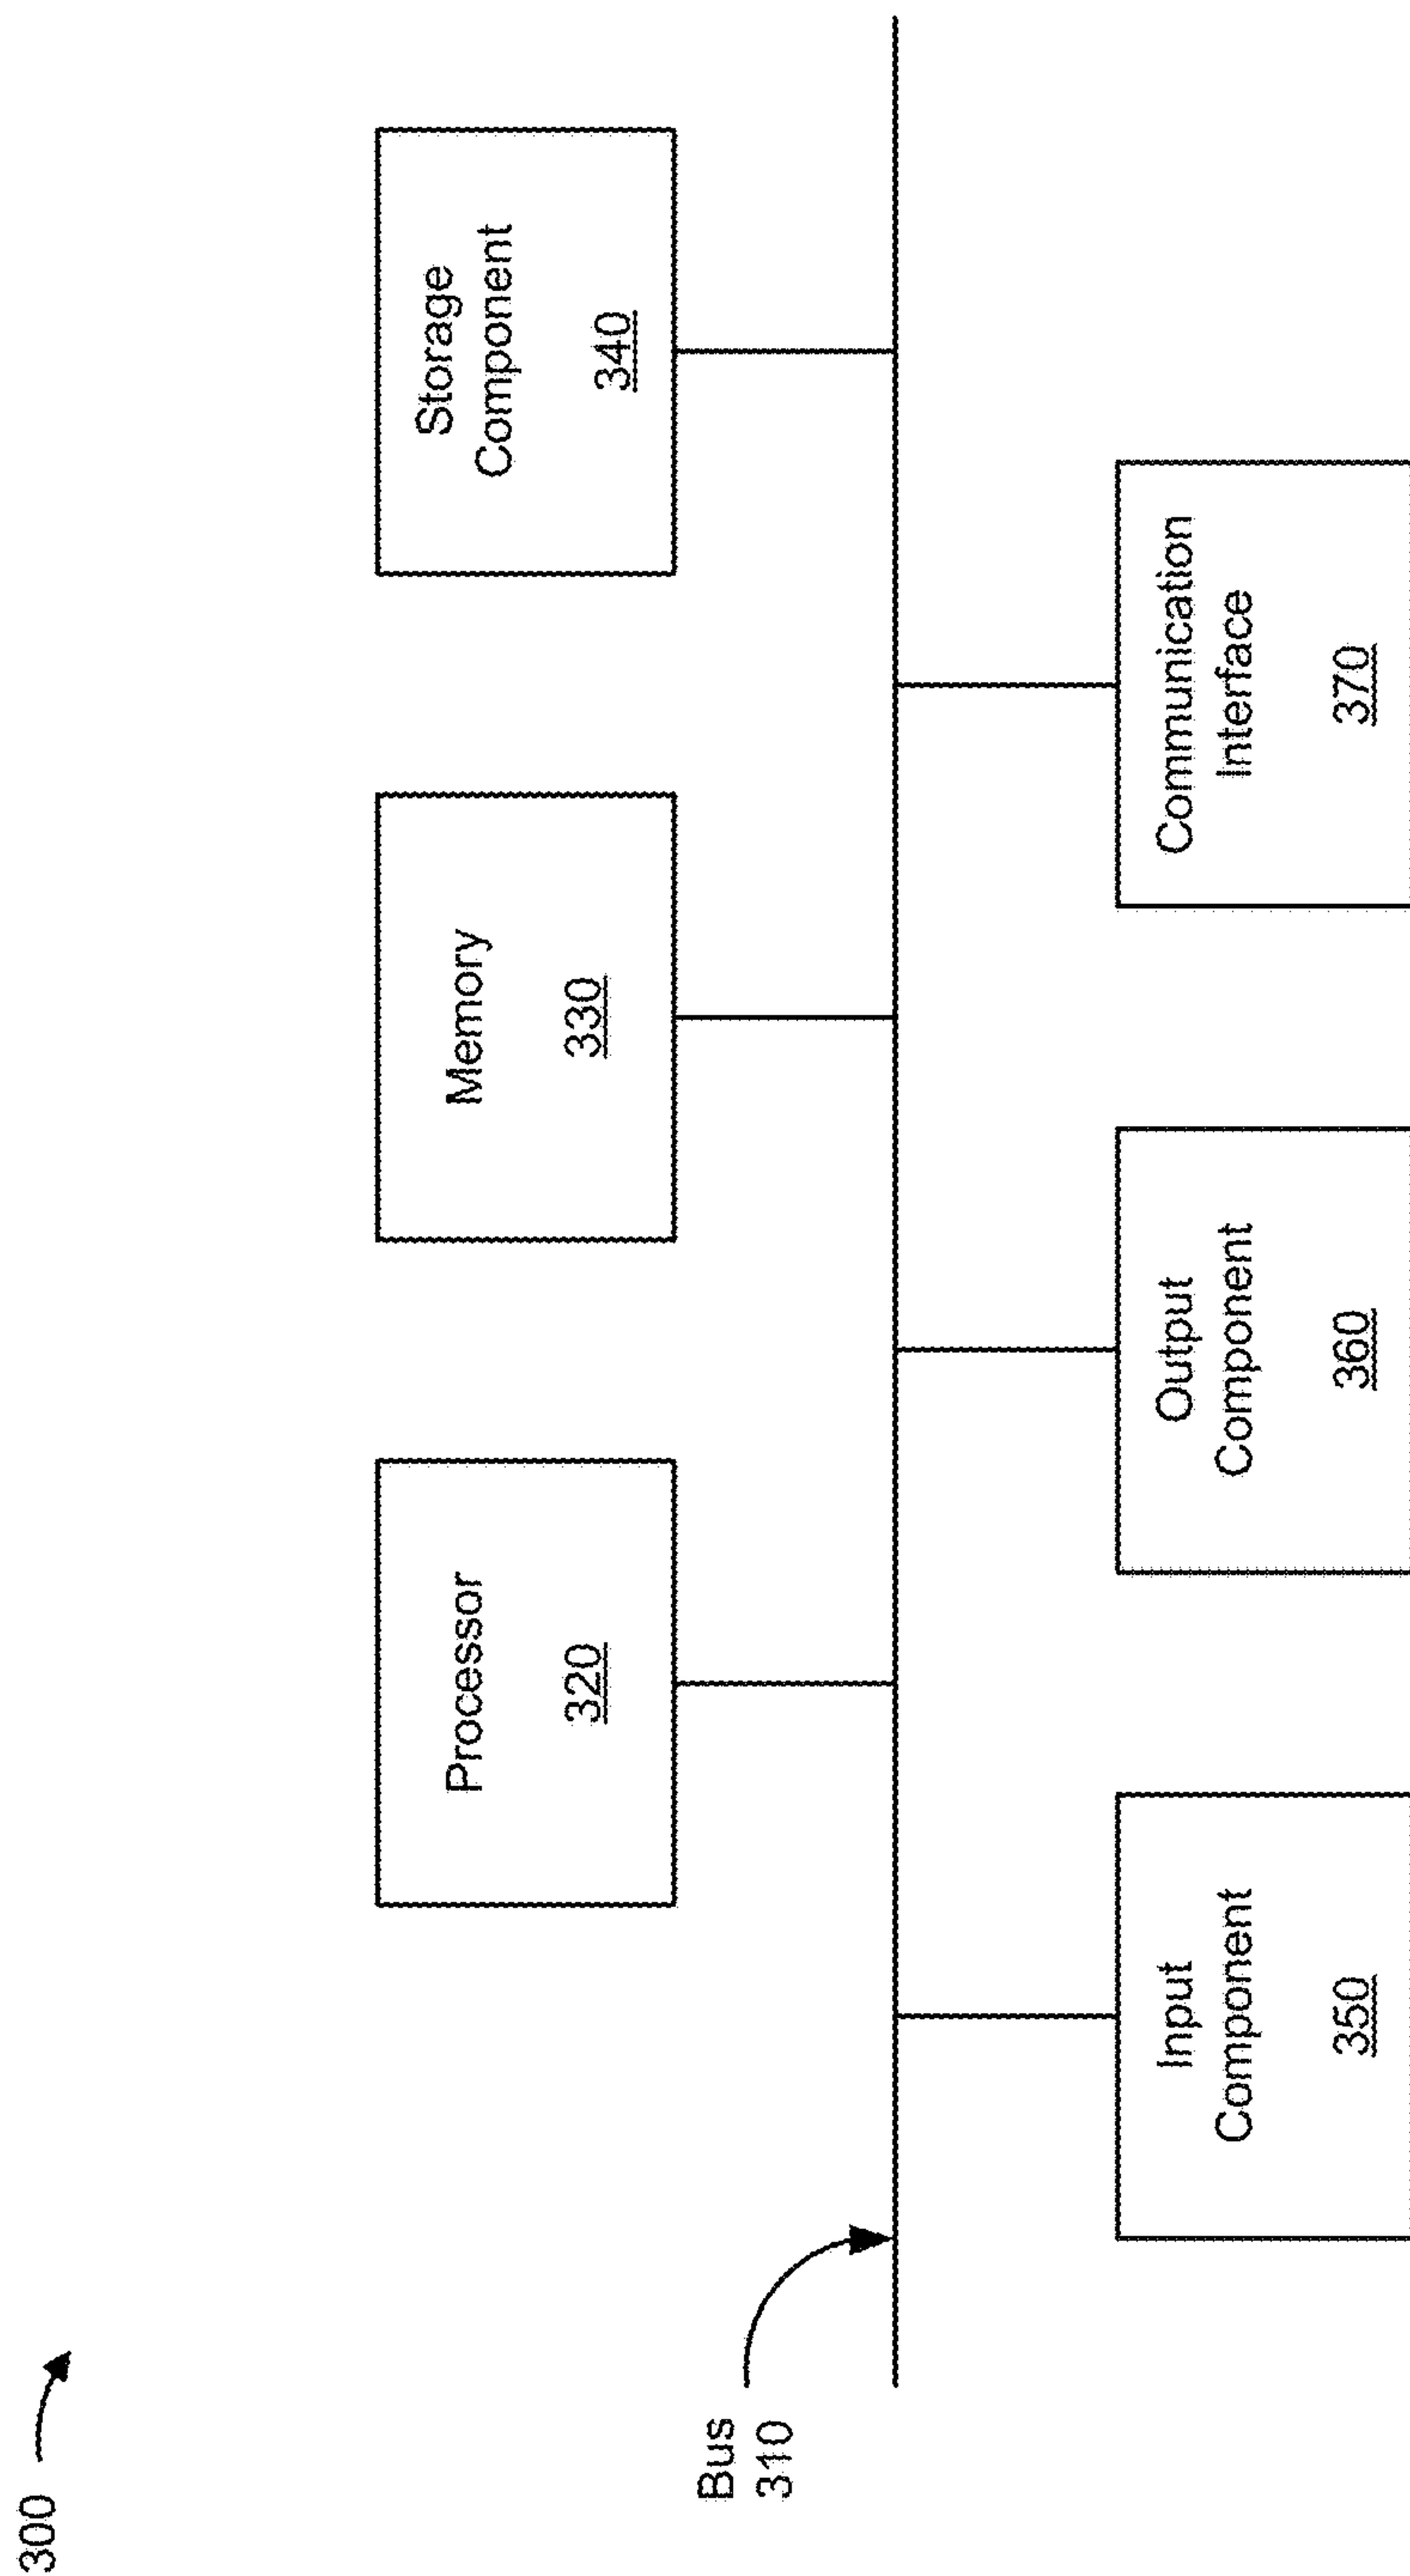 300
Processor
320
Memory
330
Storage
Component
340
Bus
310
Input
Component
350
Output
Component
360
Communication
Interface
370